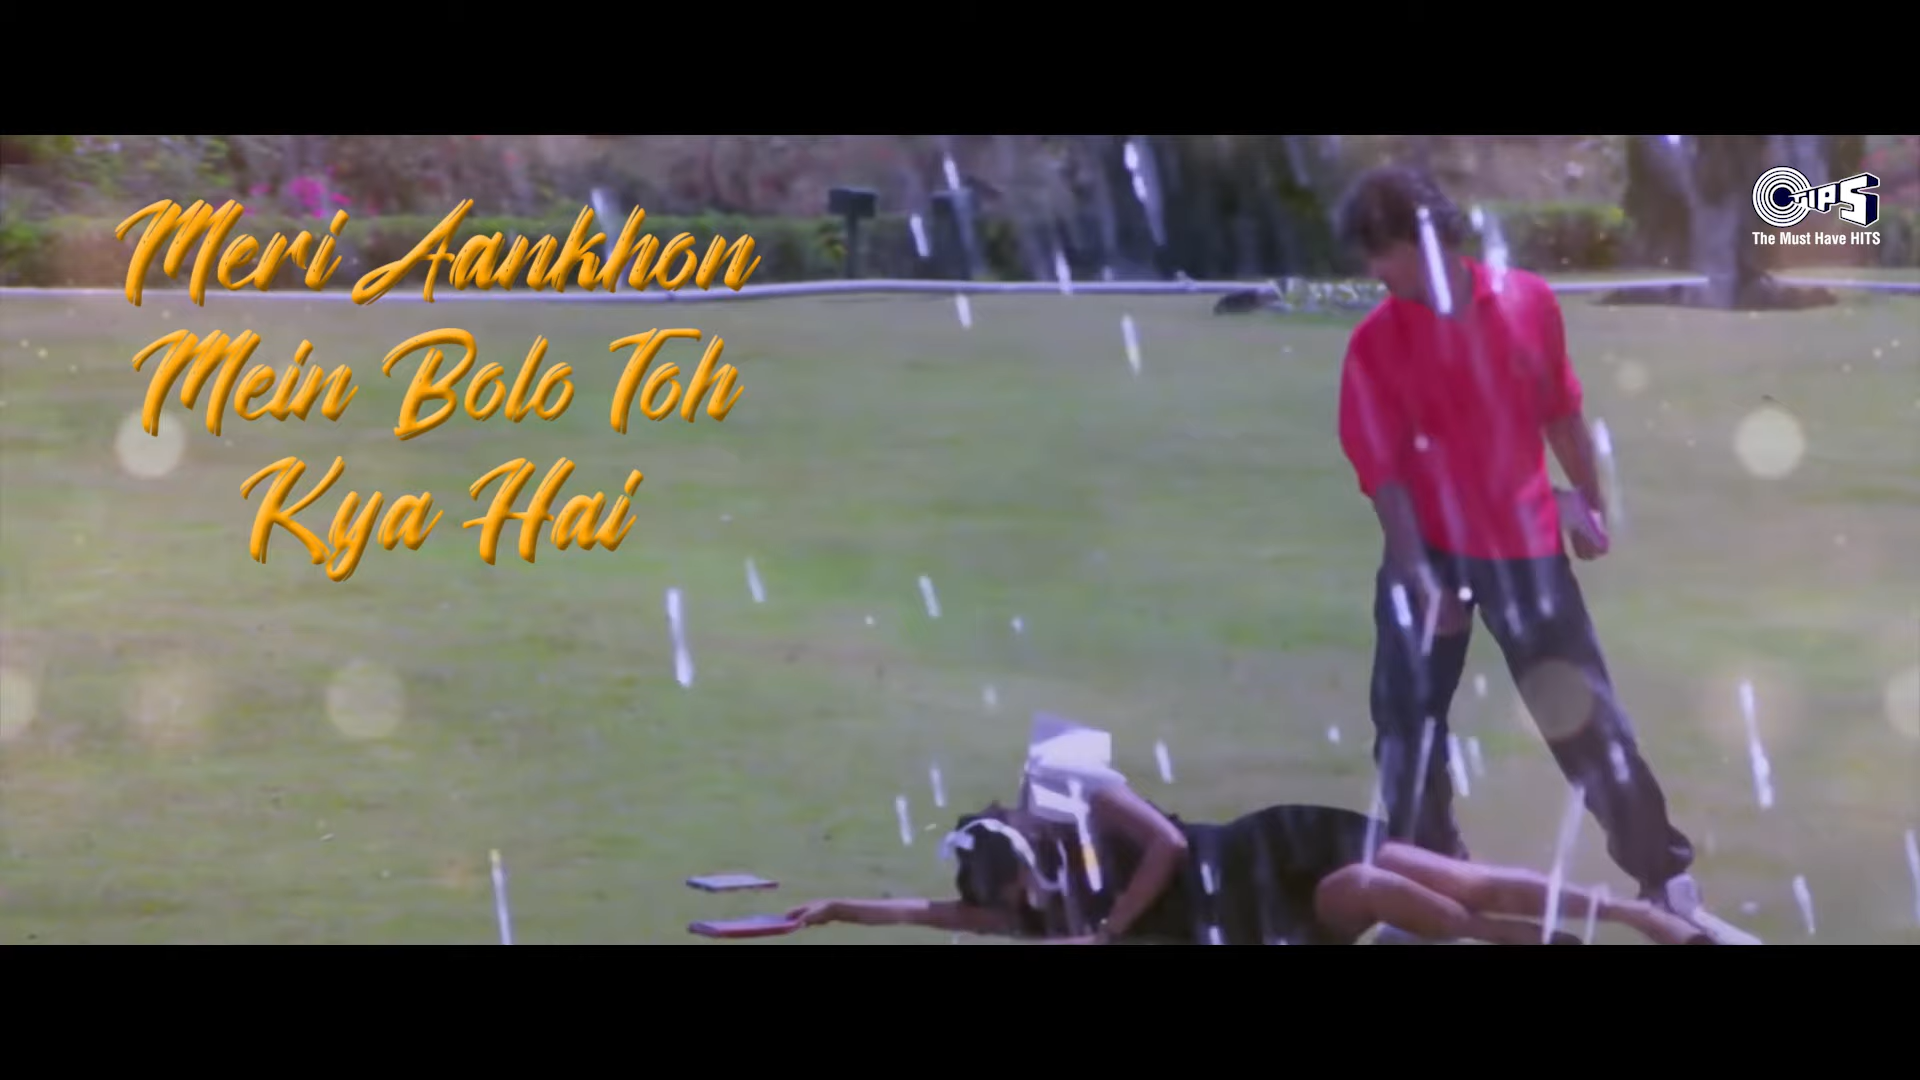 Meri Aankhon
Mein Bolo Toh
Kya Hai
TIPS
The Must Have HITS